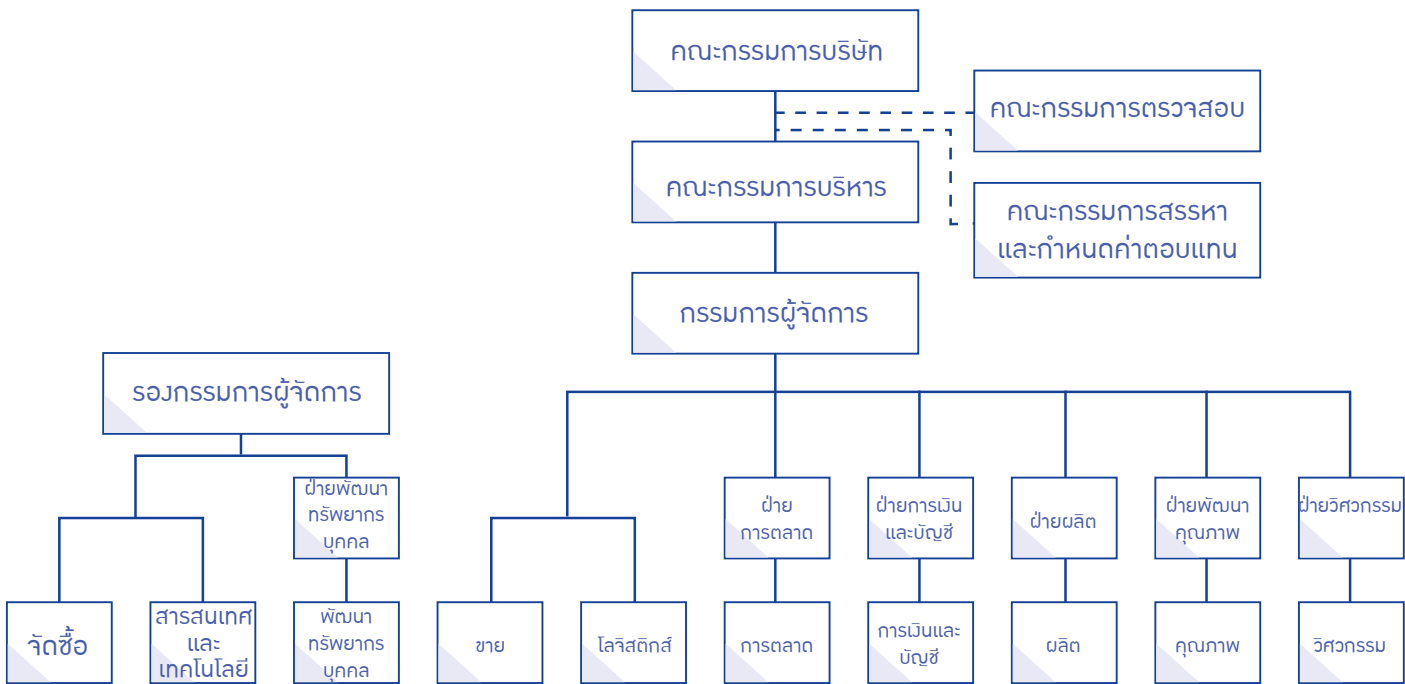 คณะกรรมการบริษัท
คณะกรรมการตรวจสอบ
คณะกรรมการบริหาร
คณะกรรมการสรรหา
และกำหนดค่าตอบแทน
กรรมการผู้จัดการ
รองกรรมการผู้จัดการ
ฝ่ายพัฒนา
ทรัพยากร
บุคคล
ฝ่าย
การตลาด
ฝ่ายการเงิน
และบัญชี
ฝ่ายผลิต
ฝ่ายพัฒนา
คุณภาพ
ฝ่ายวิศวกรรม
จัดซื้อ
สารสนเทศ
และ
เทคโนโลยี
พัฒนา
ทรัพยากร
บุคคล
ขาย
โลจิสติกส์
การตลาด
การเงินและ
บัญชี
ผลิต
คุณภาพ
วิศวกรรม